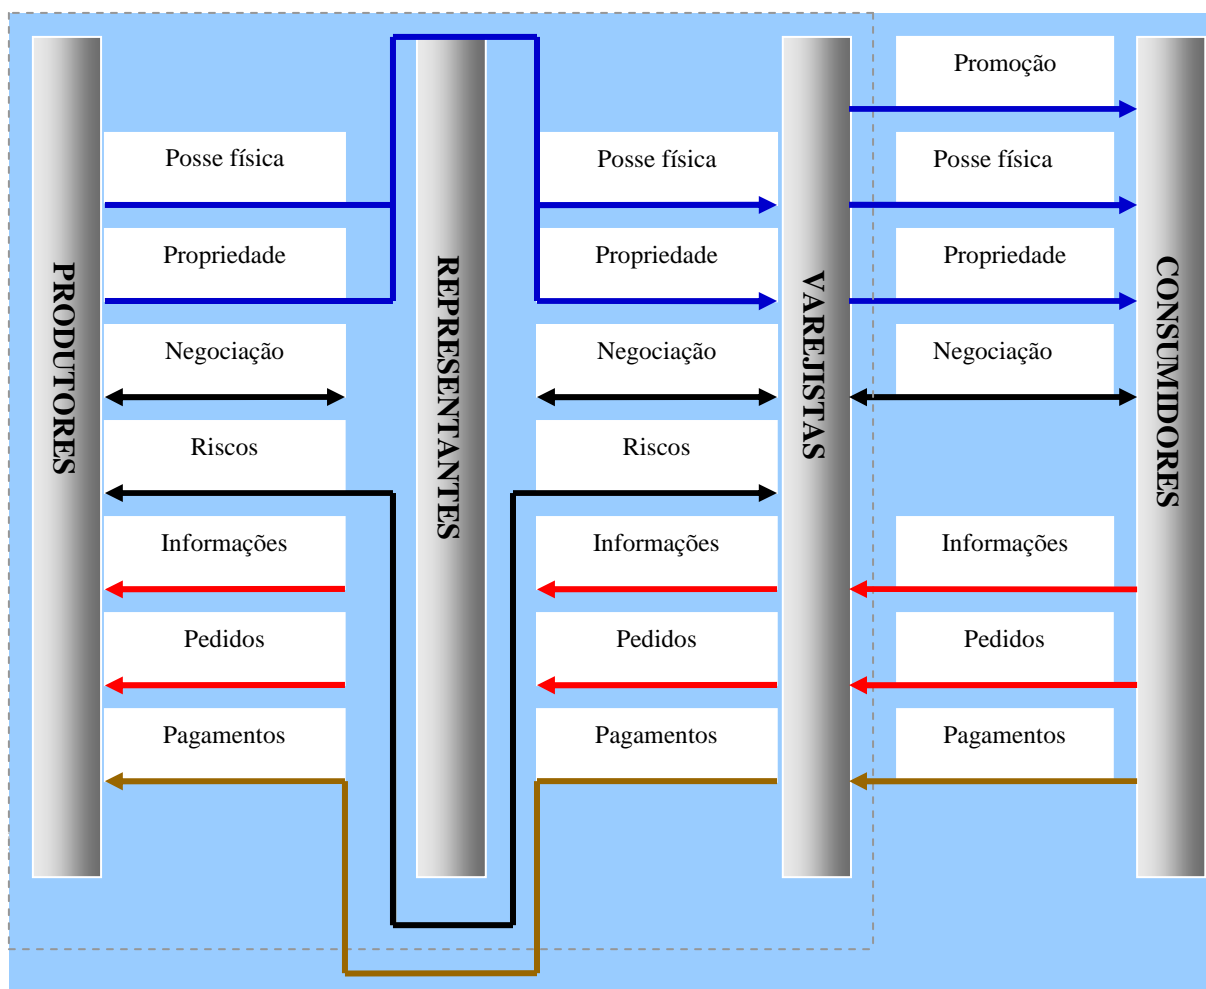 Promoção
Posse física
Posse física
Posse física
Propriedade
Propriedade
Propriedade
PRODUTORES
REPRESENTANTES
VAREJISTAS
CONSUMIDORES
Negociação
Negociação
Negociação
Riscos
Riscos
Informações
Informações
Informações
Pedidos
Pedidos
Pedidos
Pagamentos
Pagamentos
Pagamentos